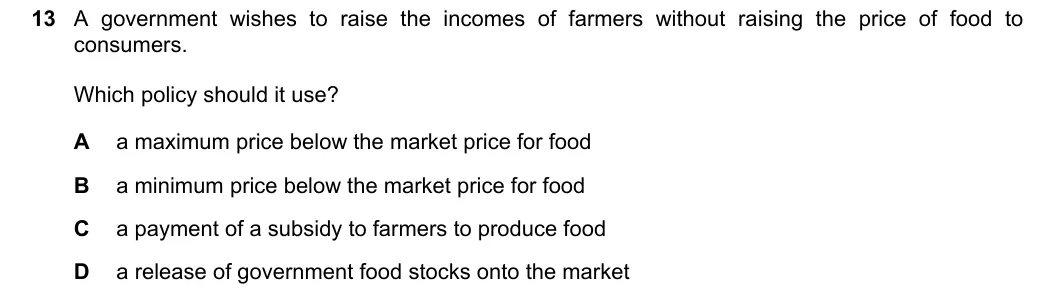 13 A government wishes to raise the incomes of farmers without raising the price of food to
consumers.
Which policy should it use?
A a maximum price below the market price for food
B a minimum price below the market price for food
C a payment of a subsidy to farmers to produce food
D a release of government food stocks onto the market